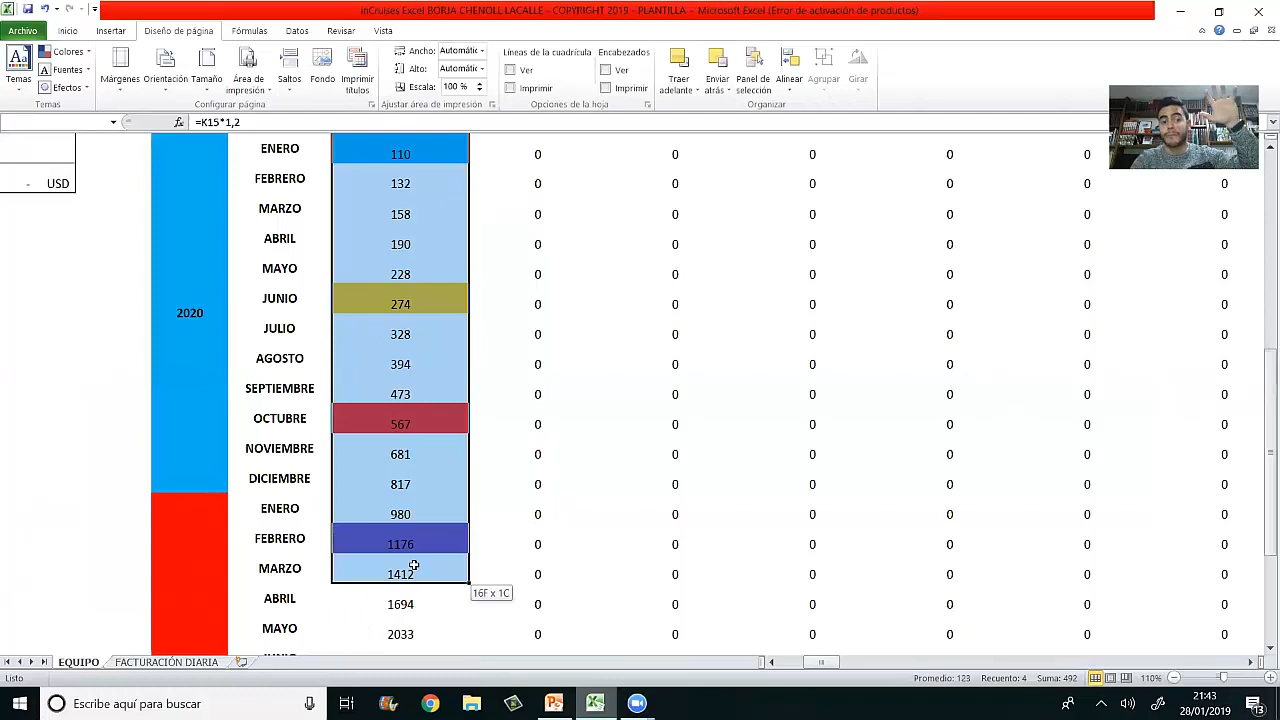 inCruises Excel BORJA CHENOLL LACALLE - COPYRIGHT 2019 - PLANTILLA - Microsoft Excel (Error de activación de productos)
Archivo Inicio Insertar Diseño de página Fórmulas Datos Revisar Vista
Temas Colores Fuentes Efectos
Márgenes Orientación Tamaño Área de impresión Saltos Fondo Imprimir títulos
Ancho: Automátic
Alto: Automátic
Escala: 100 %
Líneas de la cuadrícula Encabezados
Ver Ver
Imprimir Imprimir
Traer adelante Enviar atrás Panel de selección Alinear Agrupar Girar
Temas Configurar página Ajustar área de impresión Opciones de la hoja Organizar
fx =K15*1,2
- USD
2020
ENERO 110 0 0 0 0 0 0
FEBRERO 132 0 0 0 0 0 0
MARZO 158 0 0 0 0 0 0
ABRIL 190 0 0 0 0 0 0
MAYO 228 0 0 0 0 0 0
JUNIO 274 0 0 0 0 0 0
JULIO 328 0 0 0 0 0 0
AGOSTO 394 0 0 0 0 0 0
SEPTIEMBRE 473 0 0 0 0 0 0
OCTUBRE 567 0 0 0 0 0 0
NOVIEMBRE 681 0 0 0 0 0 0
DICIEMBRE 817 0 0 0 0 0 0
ENERO 980 0 0 0 0 0 0
FEBRERO 1176 0 0 0 0 0 0
MARZO 1412 0 0 0 0 0 0
16F x 1C
ABRIL 1694 0 0 0 0 0 0
MAYO 2033 0 0 0 0 0 0
EQUIPO FACTURACIÓN DIARIA
Listo Promedio: 123 Recuento: 4 Suma: 492 110%
Escribe aquí para buscar
21:43
28/01/2019